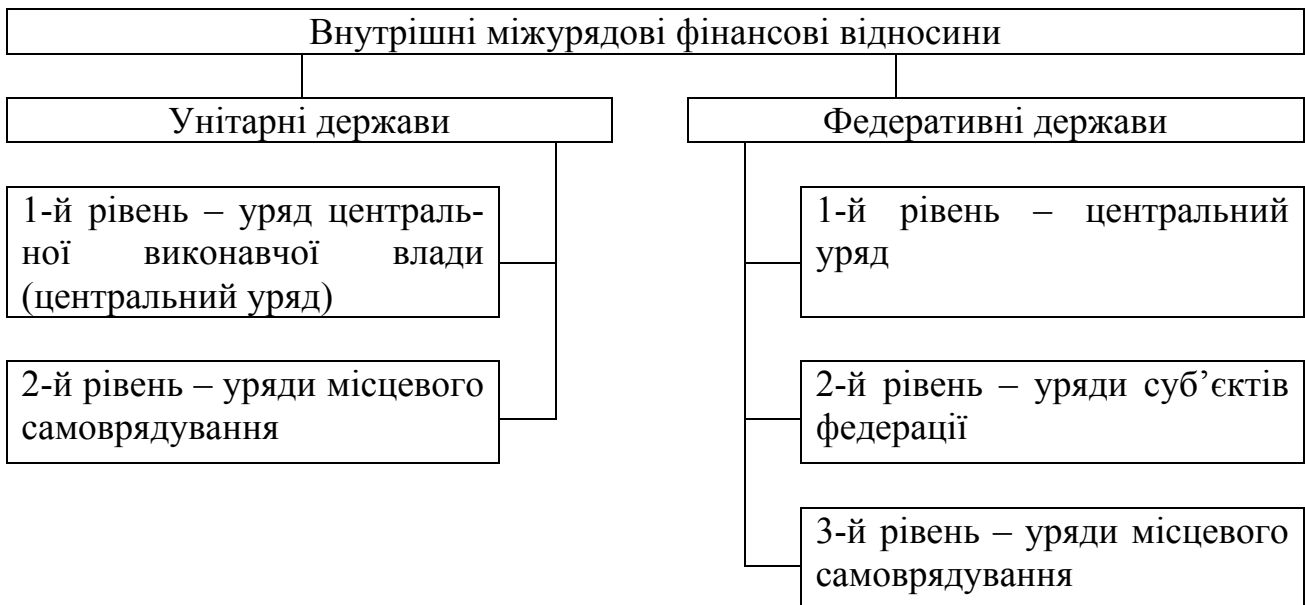 Внутрішні міжурядові фінансові відносини
Унітарні держави
Федеративні держави
1-й рівень – уряд централь-
ної виконавчої влади
(центральний уряд)
2-й рівень – уряди місцевого
самоврядування
1-й рівень – центральний
уряд
2-й рівень – уряди суб’єктів
федерації
3-й рівень – уряди місцевого
самоврядування